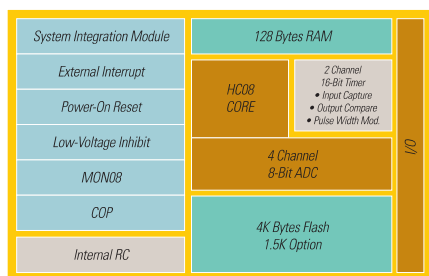 System Integration Module
External Interrupt
Power-On Reset
Low-Voltage Inhibit
MON08
COP
Internal RC
128 Bytes RAM
HC08
CORE
2 Channel
16-Bit Timer
• Input Capture
• Output Compare
• Pulse Width Mod.
4 Channel
8-Bit ADC
4K Bytes Flash
1.5K Option
I/O